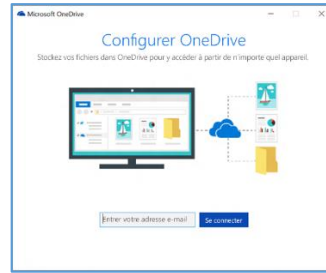 Microsoft OneDrive
Configurer OneDrive
Stockez vos fichiers dans OneDrive pour y accéder à partir de n'importe quel appareil.
Entrer votre adresse e-mail
Se connecter